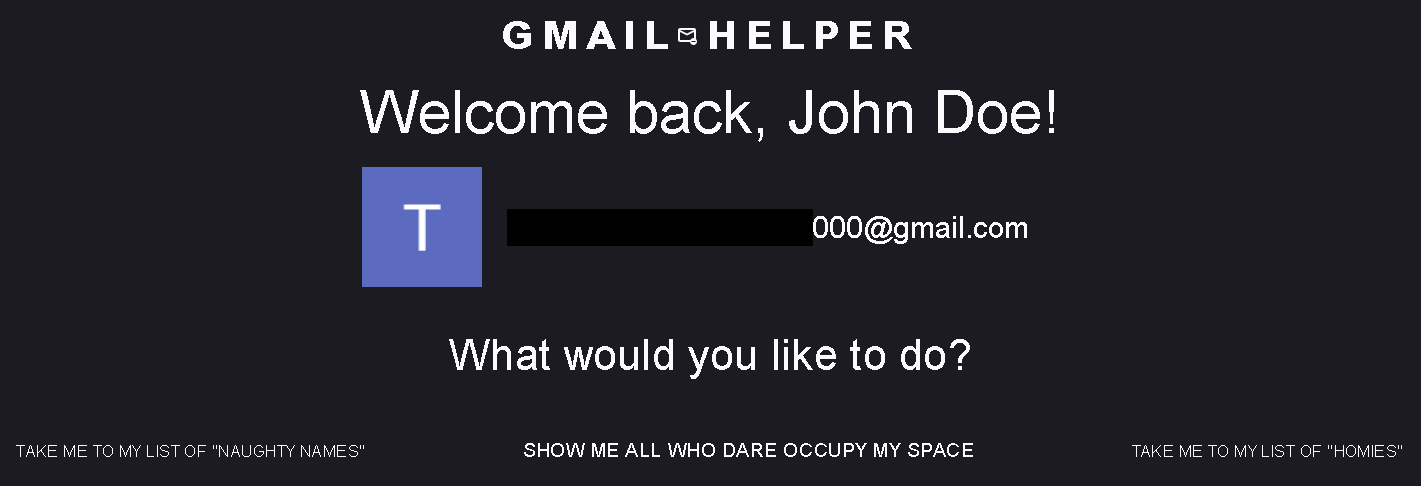 GMAIL HELPER
Welcome back, John Doe!
T
000@gmail.com
What would you like to do?
TAKE ME TO MY LIST OF "NAUGHTY NAMES"
SHOW ME ALL WHO DARE OCCUPY MY SPACE
TAKE ME TO MY LIST OF "HOMIES"